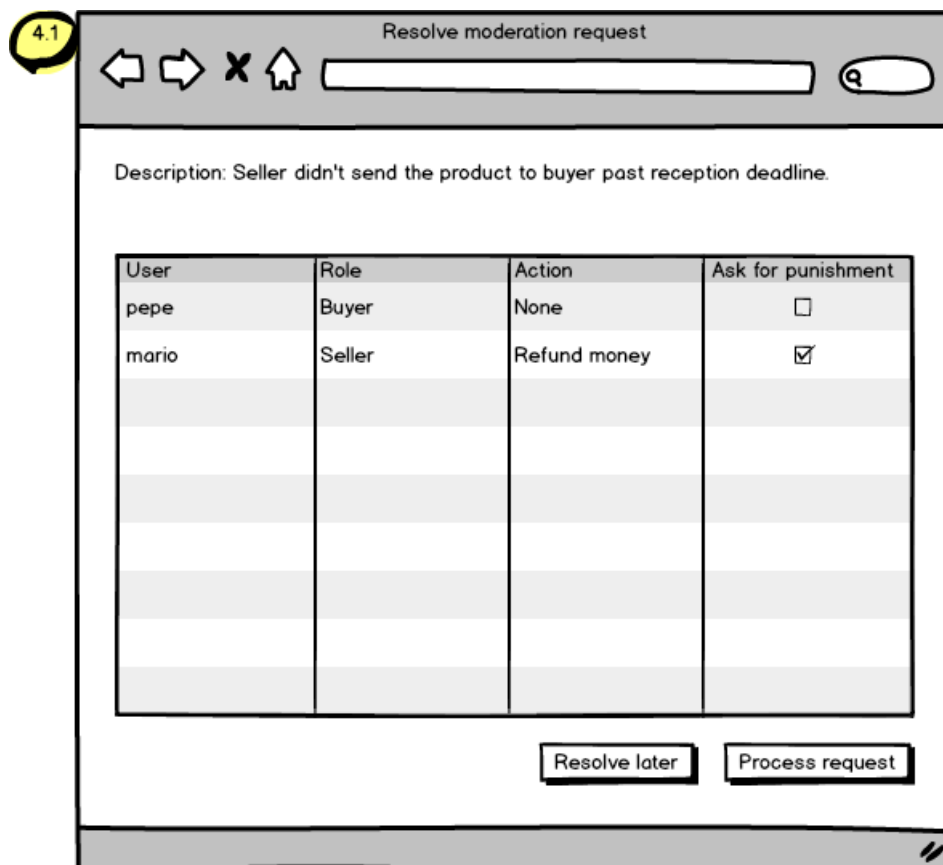 4.1
Resolve moderation request
Description: Seller didn't send the product to buyer past reception deadline.
User Role Action Ask for punishment
pepe Buyer None
mario Seller Refund money
Resolve later Process request